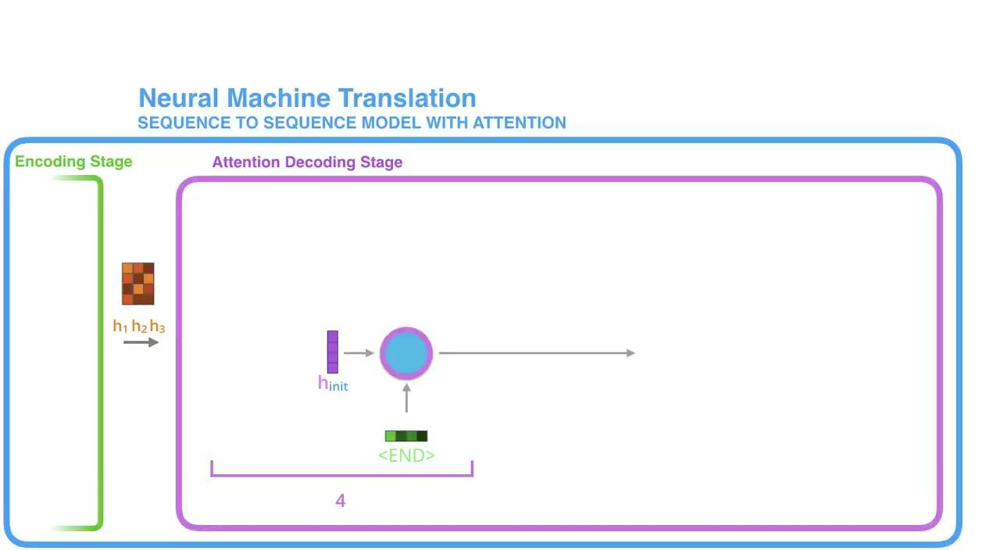 Neural Machine Translation
SEQUENCE TO SEQUENCE MODEL WITH ATTENTION
Encoding Stage
Attention Decoding Stage
h₁ h₂ h₃
hinit
<END>
4